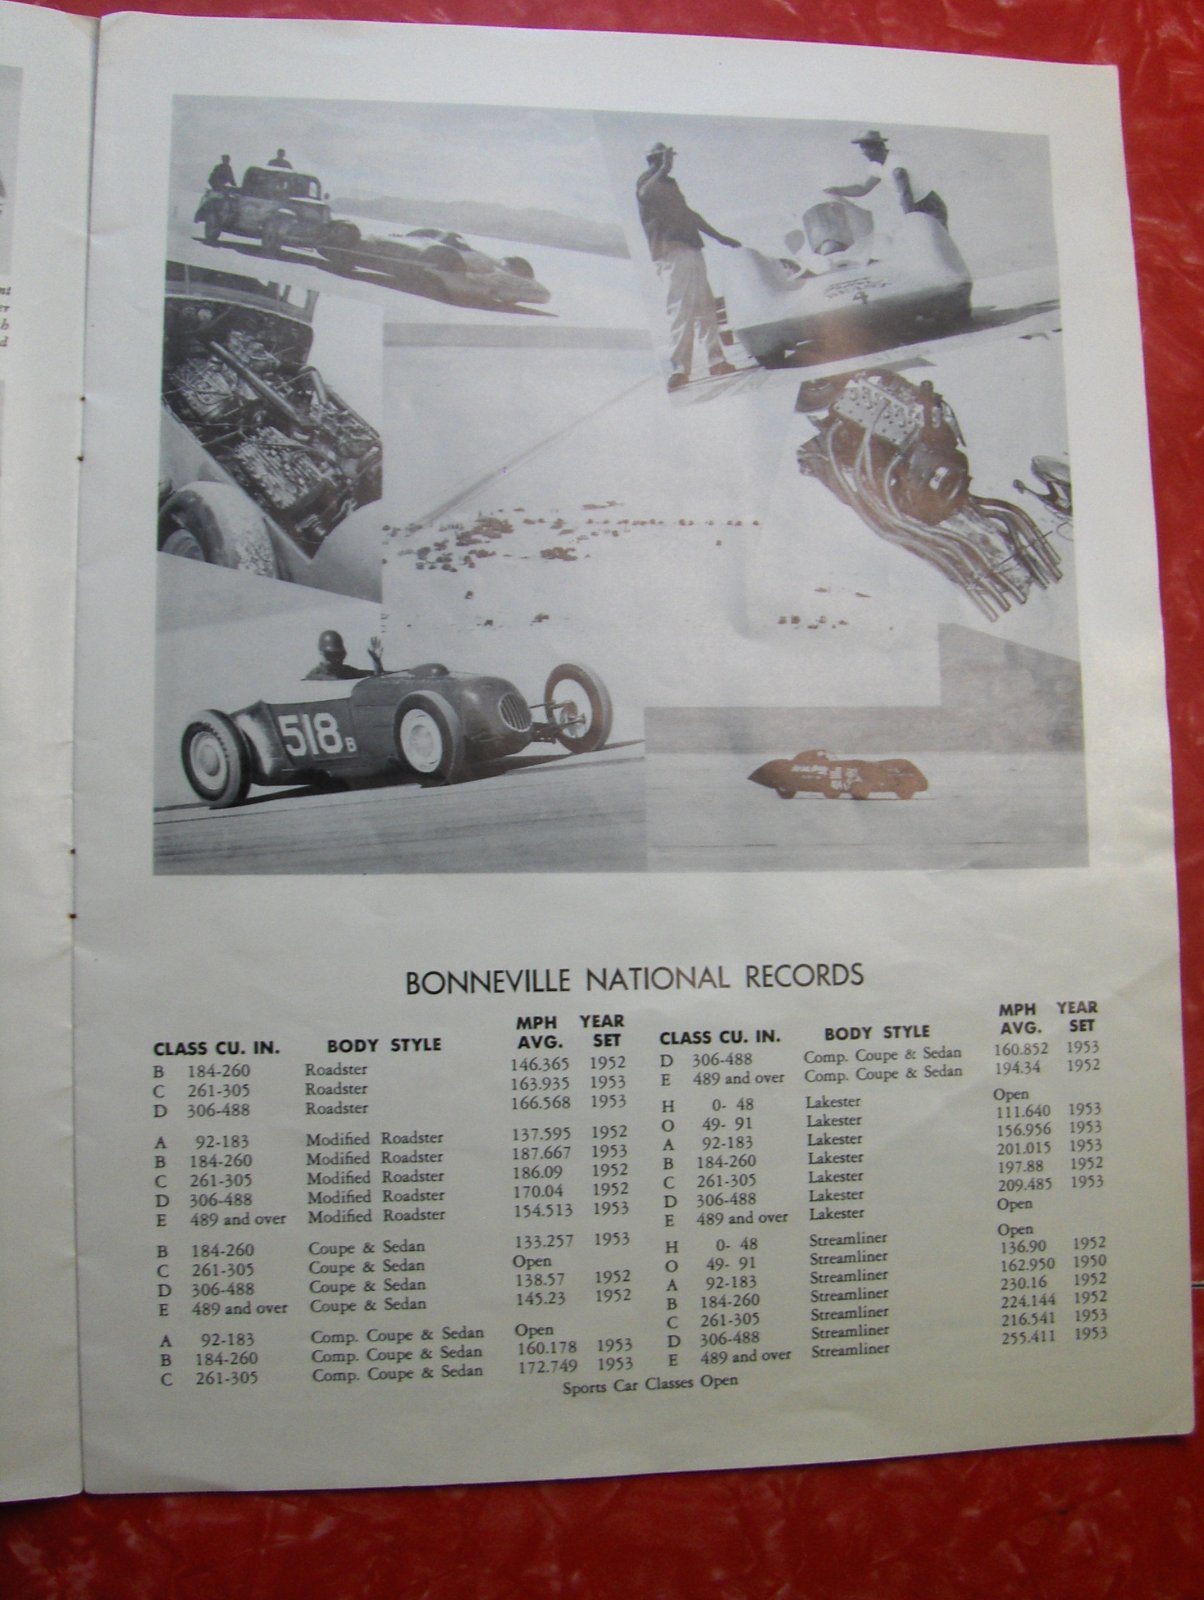 nt
er
h
d
4
518 B
BONNEVILLE NATIONAL RECORDS
CLASS CU. IN. BODY STYLE MPH AVG. YEAR SET
B 184-260 Roadster 146.365 1952
C 261-305 Roadster 163.935 1953
D 306-488 Roadster 166.568 1953
A 92-183 Modified Roadster 137.595 1952
B 184-260 Modified Roadster 187.667 1953
C 261-305 Modified Roadster 186.09 1952
D 306-488 Modified Roadster 170.04 1952
E 489 and over Modified Roadster 154.513 1953
B 184-260 Coupe & Sedan 133.257 1953
C 261-305 Coupe & Sedan Open
D 306-488 Coupe & Sedan 138.57 1952
E 489 and over Coupe & Sedan 145.23 1952
A 92-183 Comp. Coupe & Sedan Open
B 184-260 Comp. Coupe & Sedan 160.178 1953
C 261-305 Comp. Coupe & Sedan 172.749 1953
CLASS CU. IN. BODY STYLE MPH AVG. YEAR SET
D 306-488 Comp. Coupe & Sedan 160.852 1953
E 489 and over Comp. Coupe & Sedan 194.34 1952
H 0- 48 Lakester Open
O 49- 91 Lakester 111.640 1953
A 92-183 Lakester 156.956 1953
B 184-260 Lakester 201.015 1953
C 261-305 Lakester 197.88 1952
D 306-488 Lakester 209.485 1953
E 489 and over Lakester Open
H 0- 48 Streamliner Open
O 49- 91 Streamliner 136.90 1952
A 92-183 Streamliner 162.950 1950
B 184-260 Streamliner 230.16 1952
C 261-305 Streamliner 224.144 1952
D 306-488 Streamliner 216.541 1953
E 489 and over Streamliner 255.411 1953
Sports Car Classes Open